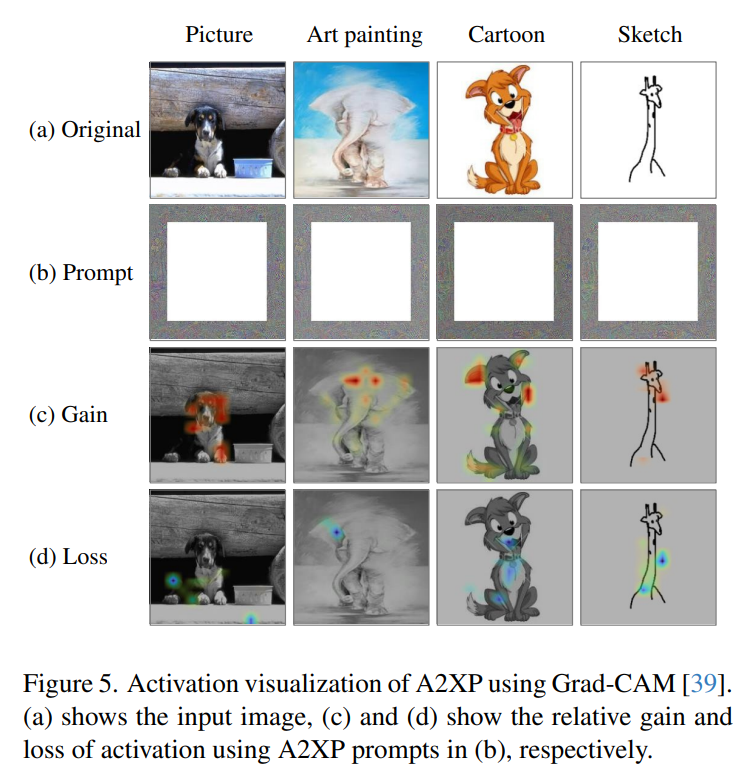 Picture Art painting Cartoon Sketch
(a) Original
(b) Prompt
(c) Gain
(d) Loss
Figure 5. Activation visualization of A2XP using Grad-CAM [39].
(a) shows the input image, (c) and (d) show the relative gain and
loss of activation using A2XP prompts in (b), respectively.